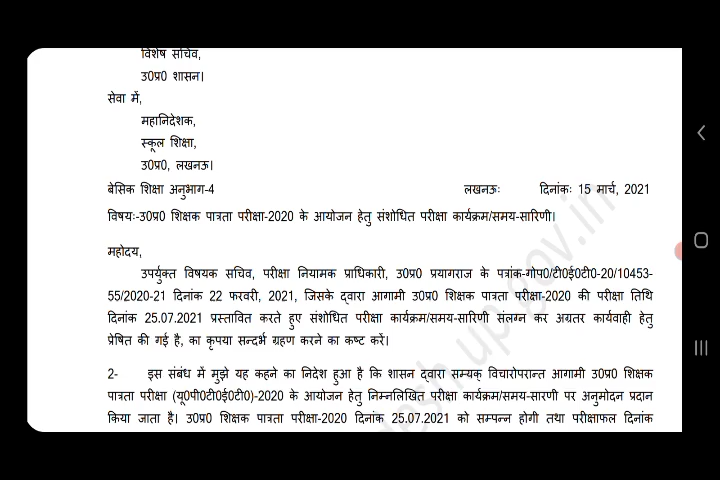 विशेष सचिव,
उ0प्र0 शासन।
सेवा में,
महानिदेशक,
स्कूल शिक्षा,
उ0प्र0, लखनऊ।
बेसिक शिक्षा अनुभाग-4 लखनऊः दिनांकः 15 मार्च, 2021
विषयः-उ0प्र0 शिक्षक पात्रता परीक्षा-2020 के आयोजन हेतु संशोधित परीक्षा कार्यक्रम/समय-सारिणी।
महोदय,
उपर्युक्त विषयक सचिव, परीक्षा नियामक प्राधिकारी, उ0प्र0 प्रयागराज के पत्रांक-गोप0/टी0ई0टी0-20/10453-
55/2020-21 दिनांक 22 फरवरी, 2021, जिसके द्वारा आगामी उ0प्र0 शिक्षक पात्रता परीक्षा-2020 की परीक्षा तिथि
दिनांक 25.07.2021 प्रस्तावित करते हुए संशोधित परीक्षा कार्यक्रम/समय-सारिणी संलग्न कर अग्रतर कार्यवाही हेतु
प्रेषित की गई है, का कृपया सन्दर्भ ग्रहण करने का कष्ट करें।
2- इस संबंध में मुझे यह कहने का निदेश हुआ है कि शासन द्वारा सम्यक् विचारोपरान्त आगामी उ0प्र0 शिक्षक
पात्रता परीक्षा (यू0पी0टी0ई0टी0)-2020 के आयोजन हेतु निम्नलिखित परीक्षा कार्यक्रम/समय-सारणी पर अनुमोदन प्रदान
किया जाता है। उ0प्र0 शिक्षक पात्रता परीक्षा-2020 दिनांक 25.07.2021 को सम्पन्न होगी तथा परीक्षाफल दिनांक